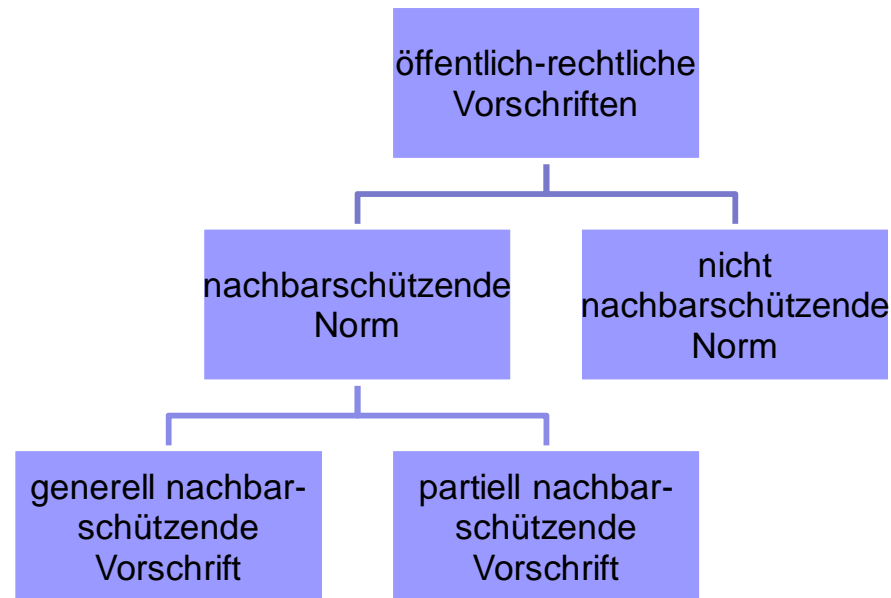 öffentlich-rechtliche
Vorschriften
nachbarschützende
Norm
nicht
nachbarschützende
Norm
generell nachbar-
schützende
Vorschrift
partiell nachbar-
schützende
Vorschrift